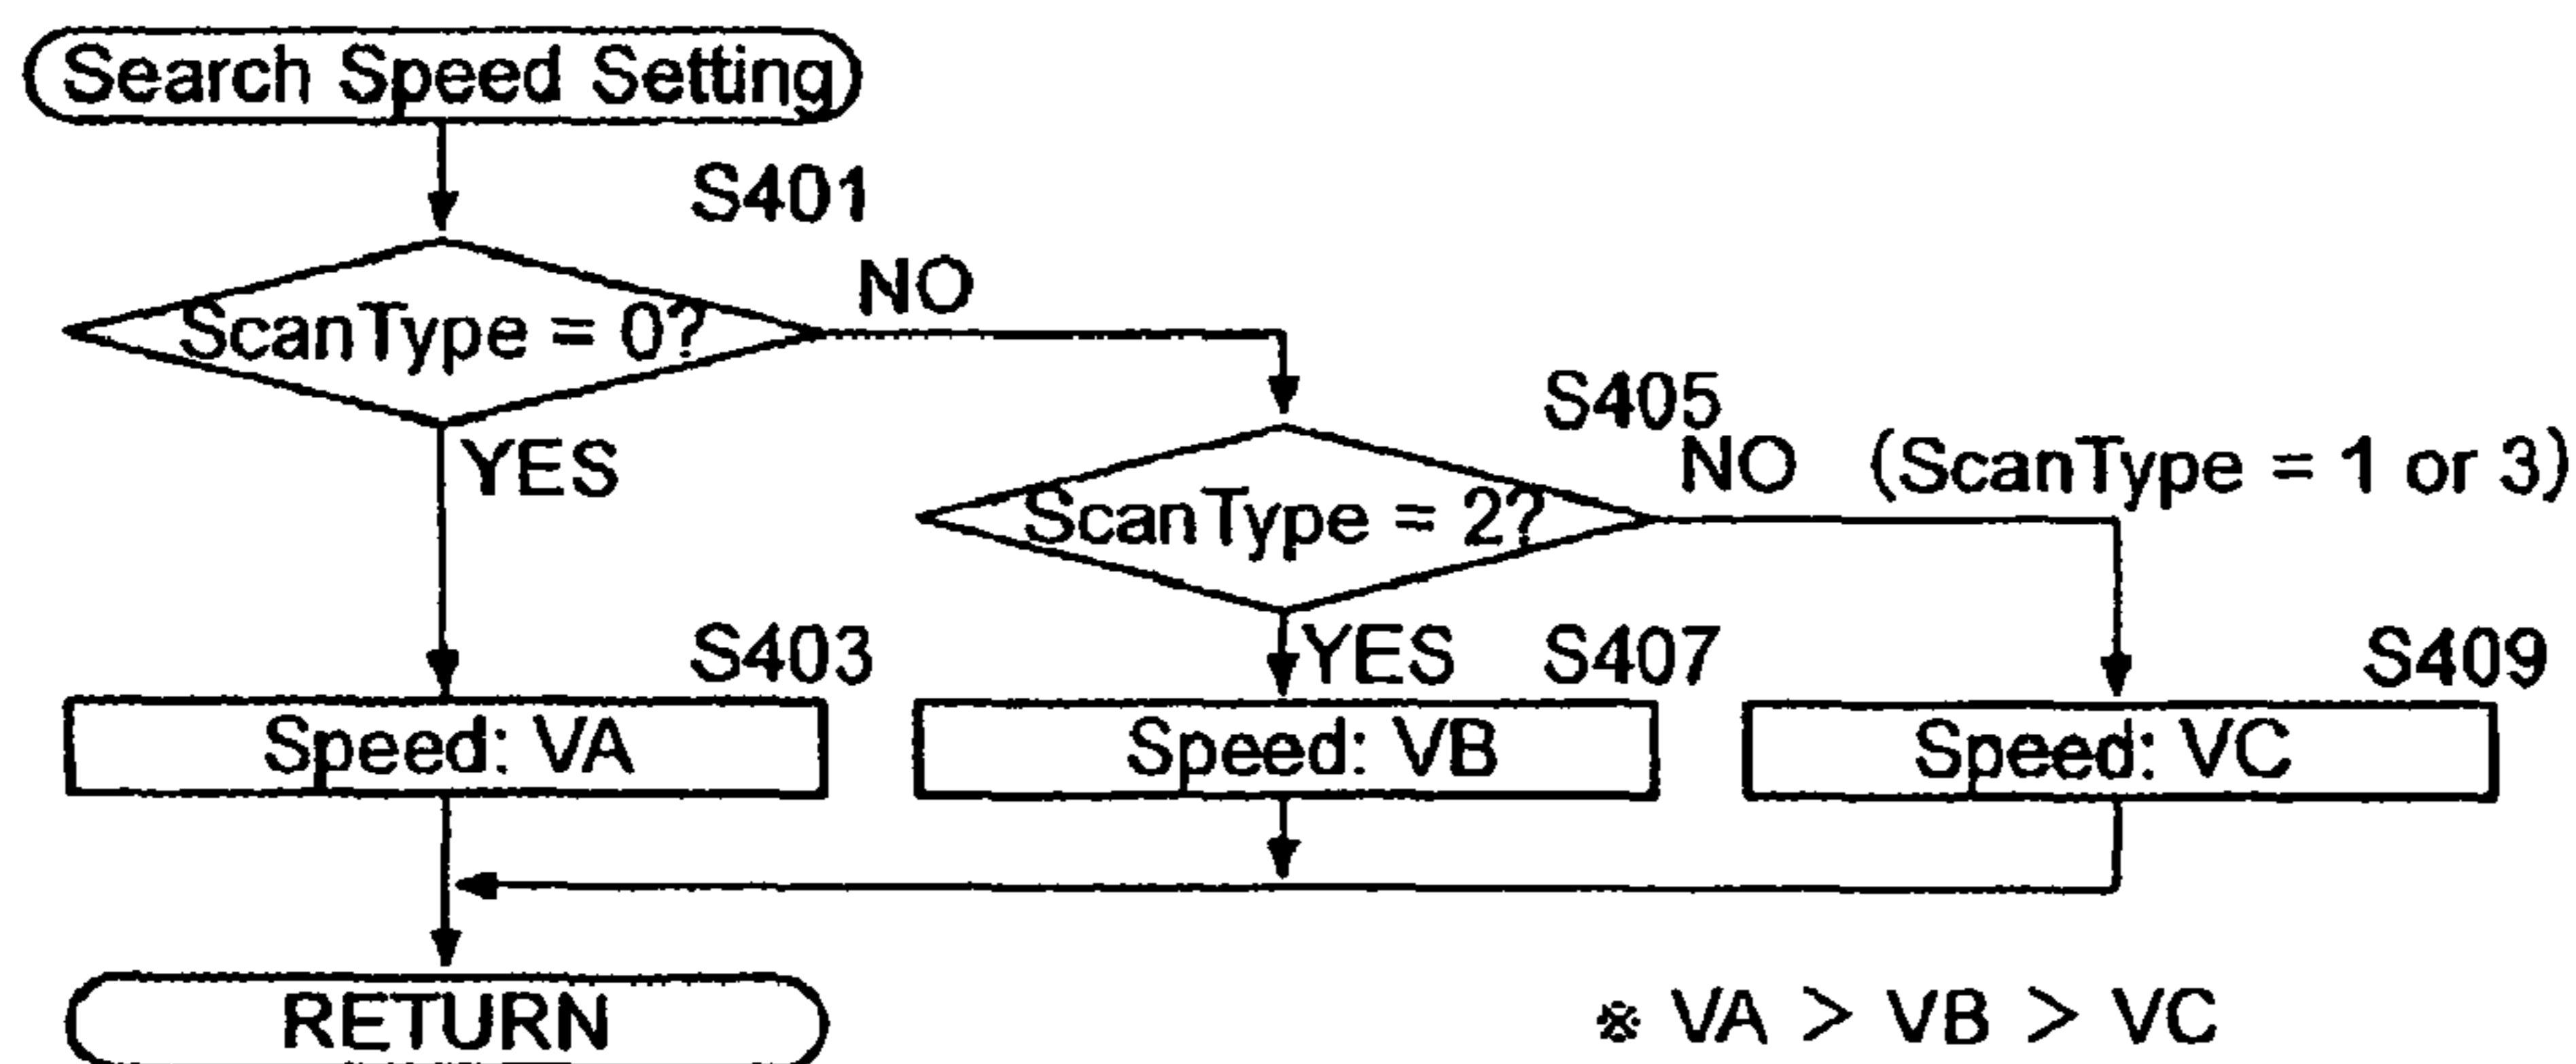 Search Speed Setting
S401
ScanType = 0?
NO
YES
S405
NO (ScanType = 1 or 3)
ScanType = 2?
YES
S403
S407
S409
Speed: VA
Speed: VB
Speed: VC
RETURN
※ VA > VB > VC